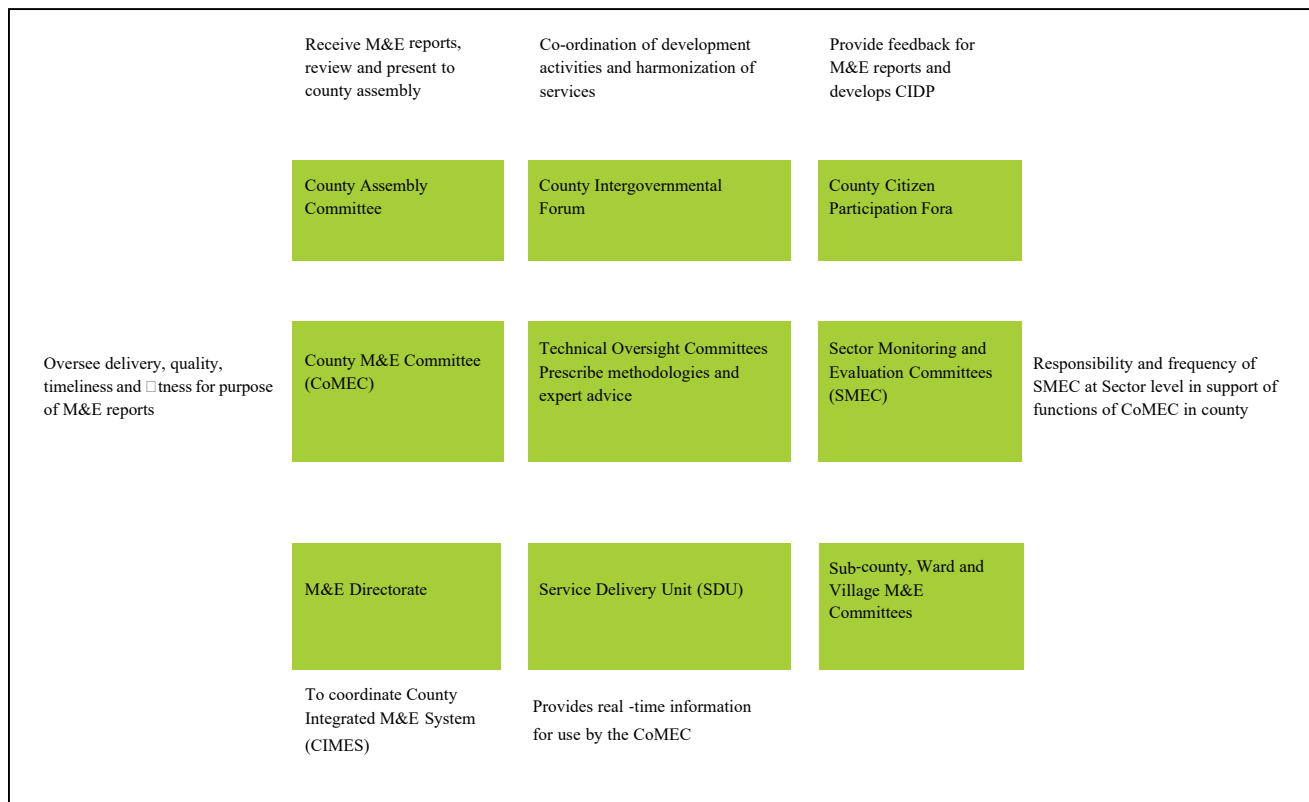 Receive M&E reports,
review and present to
county assembly
Co-ordination of development
activities and harmonization of
services
Provide feedback for
M&E reports and
develops CIDP
County Assembly
Committee
County Intergovernmental
Forum
County Citizen
Participation Fora
Oversee delivery, quality,
timeliness and □tness for purpose
of M&E reports
County M&E Committee
(CoMEC)
Technical Oversight Committees
Prescribe methodologies and
expert advice
Sector Monitoring and
Evaluation Committees
(SMEC)
Responsibility and frequency of
SMEC at Sector level in support of
functions of CoMEC in county
M&E Directorate
Service Delivery Unit (SDU)
Sub-county, Ward and
Village M&E
Committees
To coordinate County
Integrated M&E System
(CIMES)
Provides real -time information
for use by the CoMEC